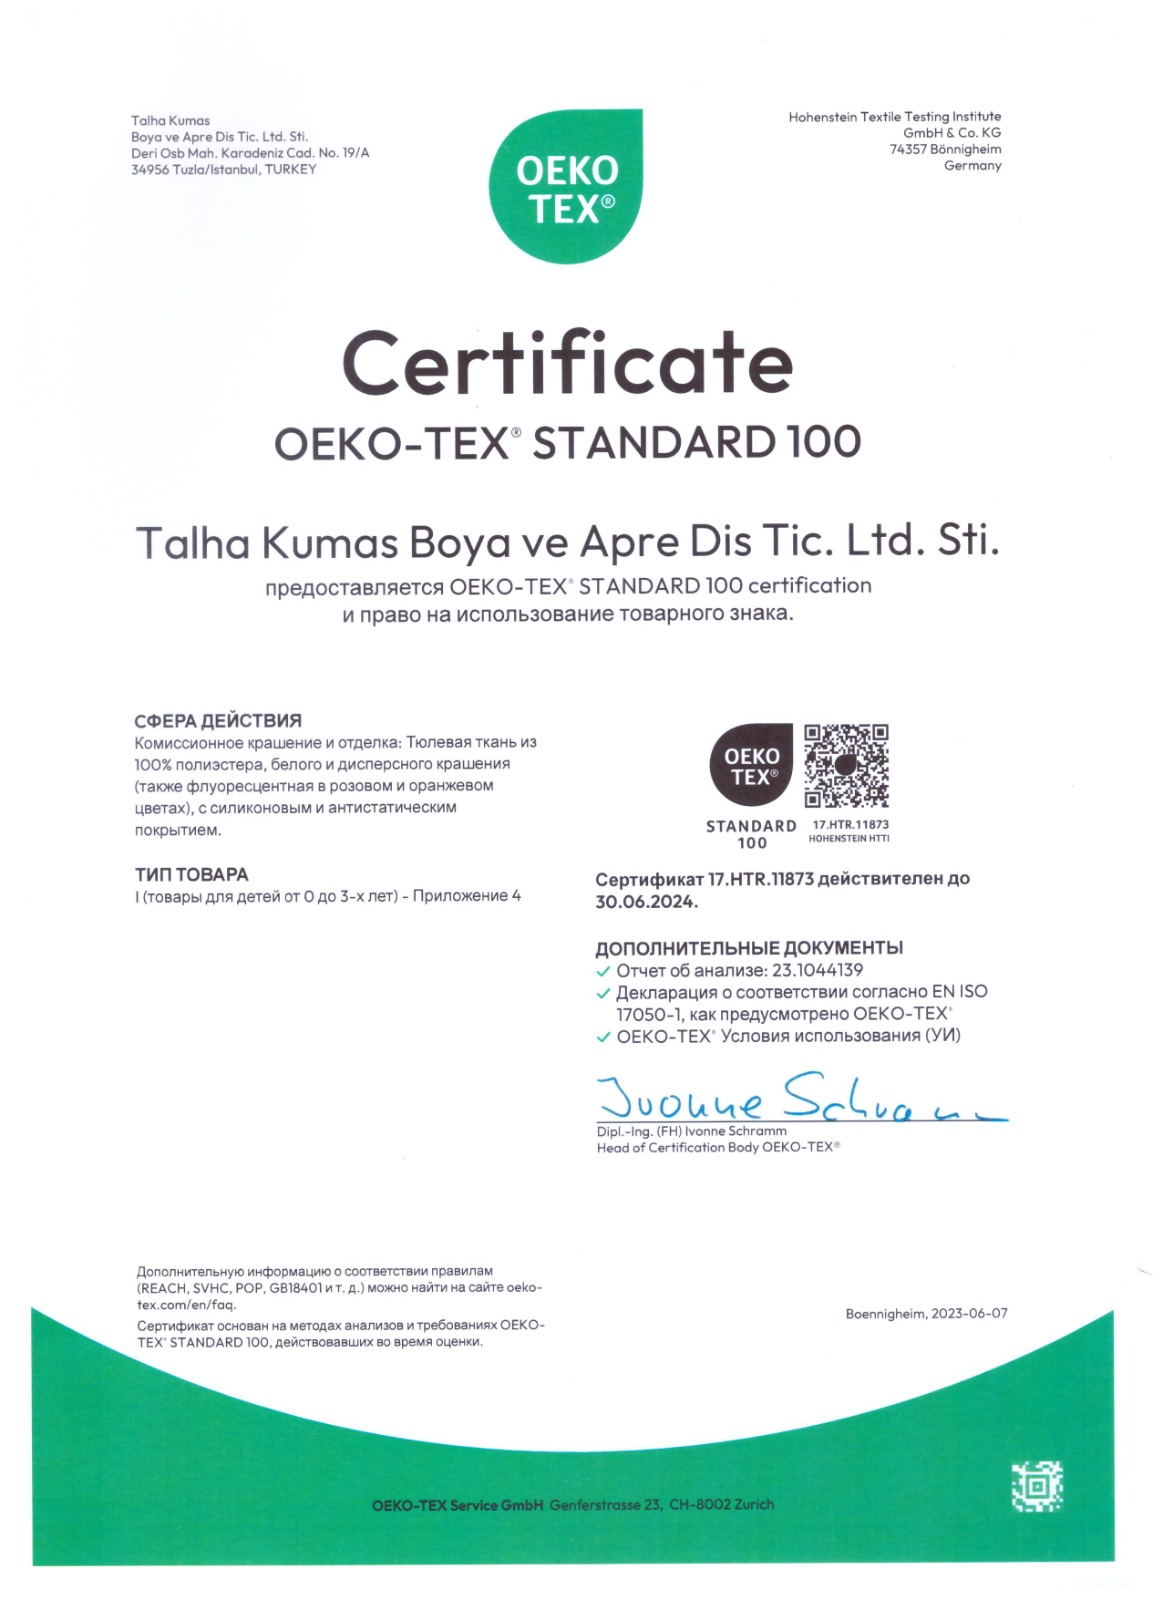 Talha Kumas
Boya ve Apre Dis Tic. Ltd. Sti.
Deri Osb Mah. Karadeniz Cad. No. 19/A
34956 Tuzla/Istanbul, TURKEY
OEKO
TEX®
Hohenstein Textile Testing Institute
GmbH & Co. KG
74357 Bönnigheim
Germany
Certificate
OEKO-TEX® STANDARD 100
Talha Kumas Boya ve Apre Dis Tic. Ltd. Sti.
предоставляется OEKO-TEX® STANDARD 100 certification
и право на использование товарного знака.
СФЕРА ДЕЙСТВИЯ
Комиссионное крашение и отделка: Тюлевая ткань из
100% полиэстера, белого и дисперсного крашения
(также флуоресцентная в розовом и оранжевом
цветах), с силиконовым и антистатическим
покрытием.
ТИП ТОВАРА
I (товары для детей от 0 до 3-х лет) - Приложение 4
OEKO
TEX®
STANDARD
100
17.HTR.11873
HOHENSTEIN HTTI
Сертификат 17.HTR.11873 действителен до
30.06.2024.
ДОПОЛНИТЕЛЬНЫЕ ДОКУМЕНТЫ
✓ Отчет об анализе: 23.1044139
✓ Декларация о соответствии согласно EN ISO
17050-1, как предусмотрено OEKO-TEX®
✓ OEKO-TEX® Условия использования (УИ)
Ivonne Schramm
Dipl.-Ing. (FH) Ivonne Schramm
Head of Certification Body OEKO-TEX®
Дополнительную информацию о соответствии правилам
(REACH, SVHC, POP, GB18401 и т. д.) можно найти на сайте oeko-
tex.com/en/faq.
Сертификат основан на методах анализов и требованиях OEKO-
TEX® STANDARD 100, действовавших во время оценки.
Boennigheim, 2023-06-07
OEKO-TEX Service GmbH Genferstrasse 23, CH-8002 Zurich